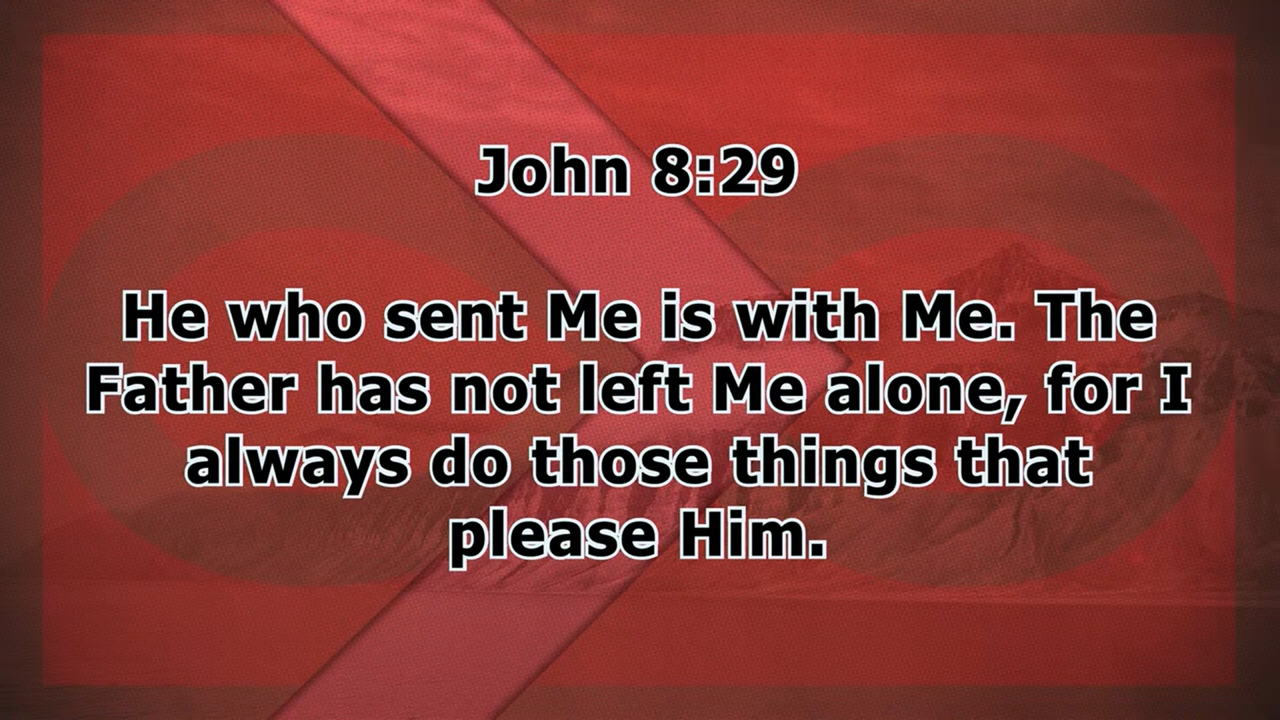 John 8:29
He who sent Me is with Me. The
Father has not left Me alone, for I
always do those things that
please Him.